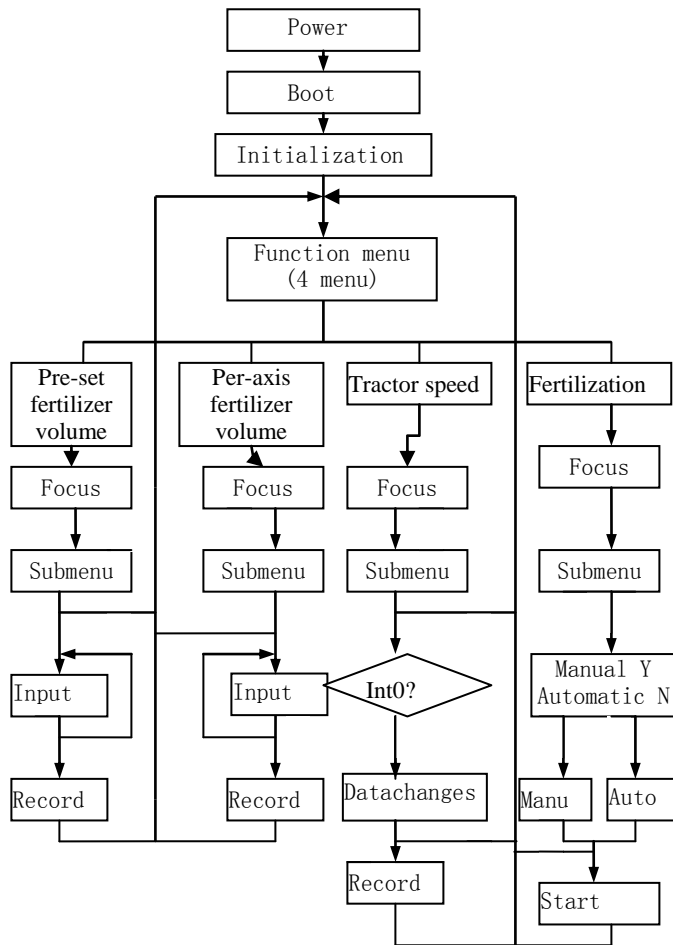 Power
Boot
Initialization
Function menu
(4 menu)
Pre-set
fertilizer
volume
Per-axis
fertilizer
volume
Tractor speed
Fertilization
Focus
Focus
Focus
Focus
Submenu
Submenu
Submenu
Submenu
Input
Input
Int0?
Manual Y
Automatic N
Record
Record
Datachanges
Manu
Auto
Record
Start